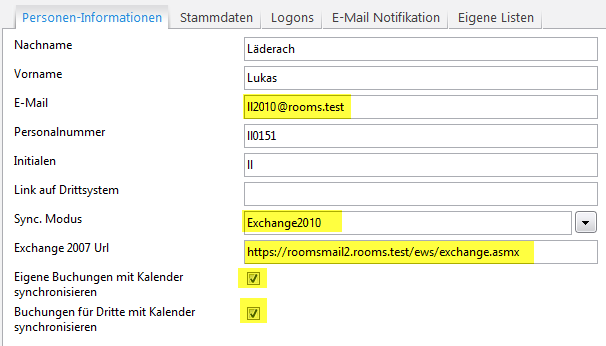 Personen-Informationen Stammdaten Logons E-Mail Notifikation Eigene Listen
Nachname Läderach
Vorname Lukas
E-Mail ll2010@rooms.test
Personalnummer ll0151
Initialen ll
Link auf Drittsystem
Sync. Modus Exchange2010
Exchange 2007 Url https://roomsmail2.rooms.test/ews/exchange.asmx
Eigene Buchungen mit Kalender
synchronisieren
Buchungen für Dritte mit Kalender
synchronisieren